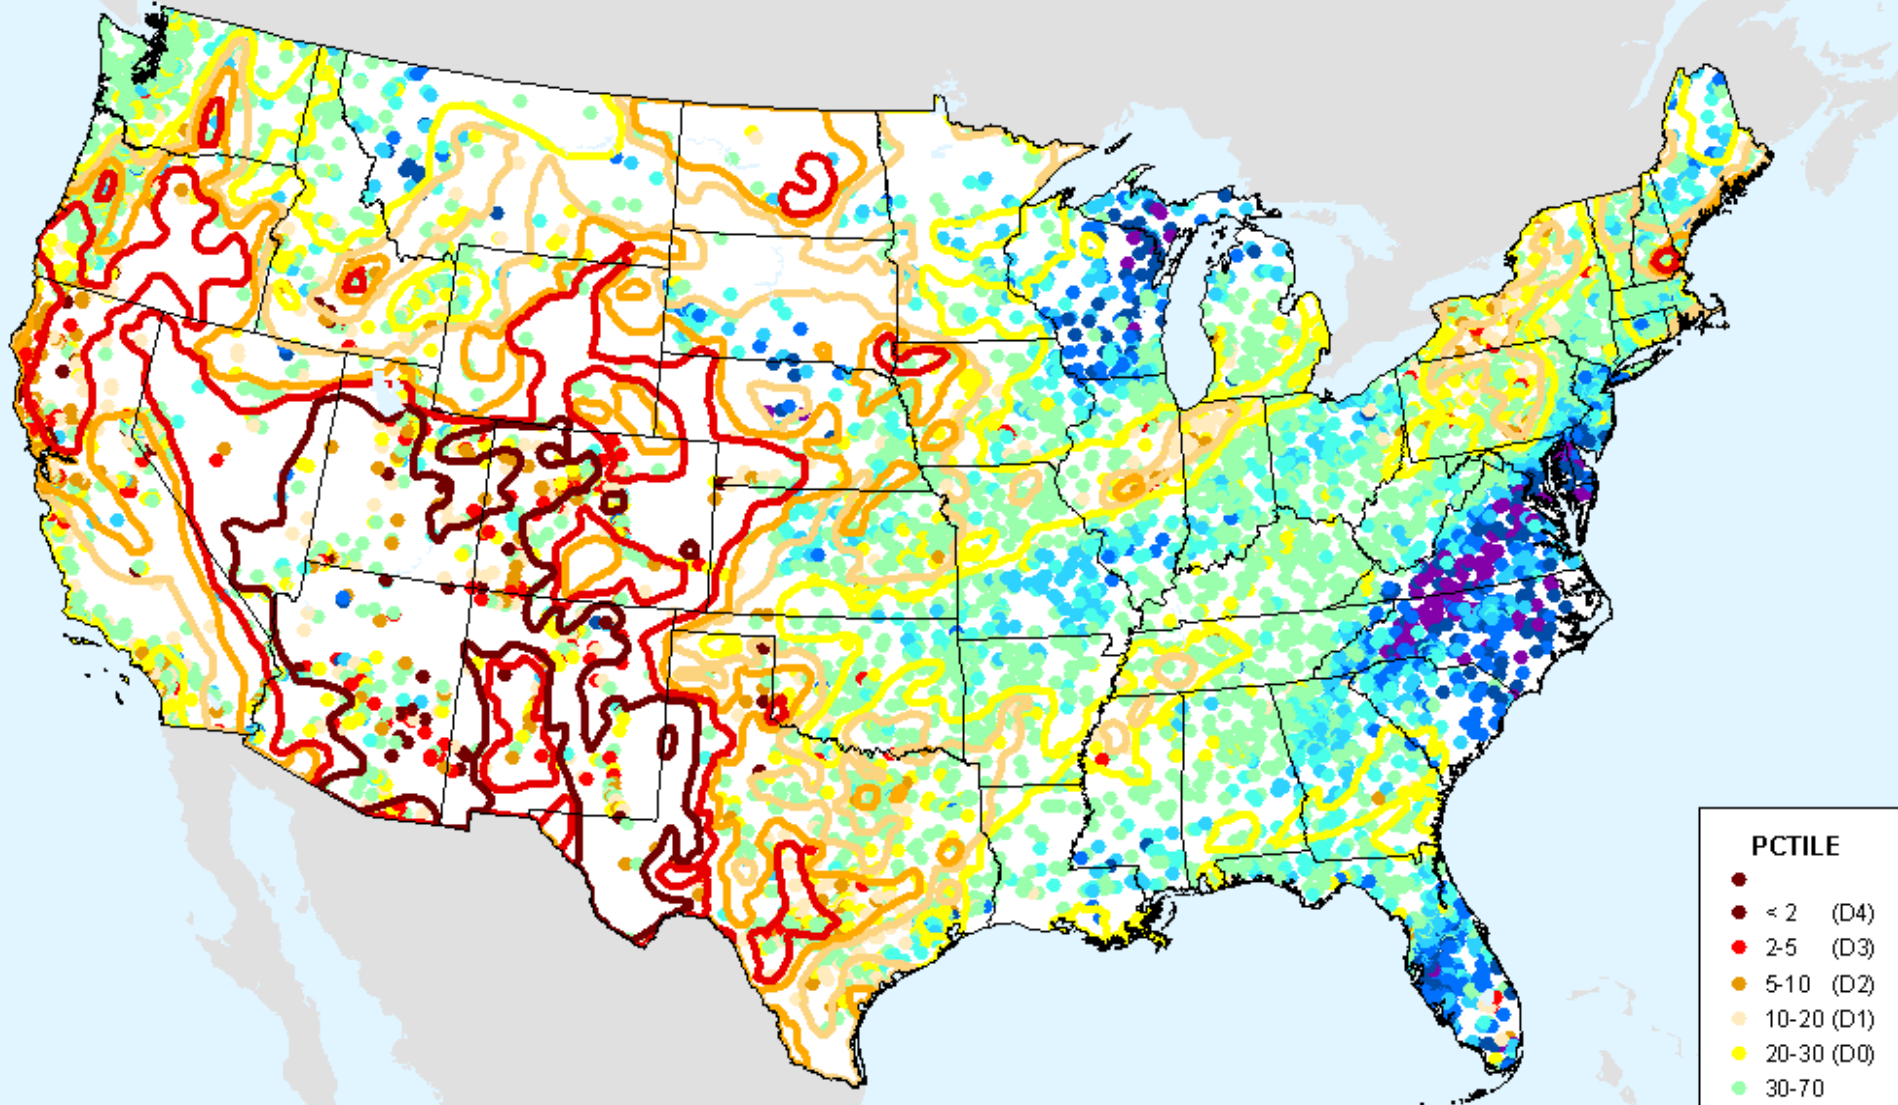 PCTILE
< 2 (D4)
2-5 (D3)
5-10 (D2)
10-20 (D1)
20-30 (D0)
30-70